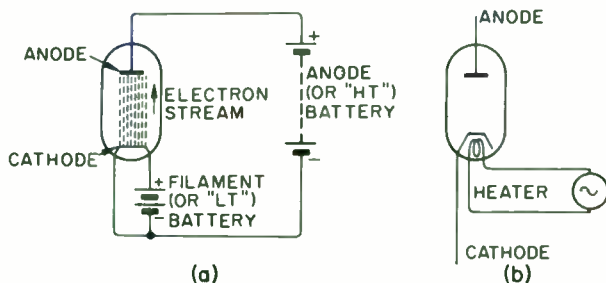 ANODE
CATHODE
ELECTRON
STREAM
+
ANODE
(OR "HT")
BATTERY
-
+ FILAMENT
(OR "LT")
- BATTERY
(a)
ANODE
HEATER
~
CATHODE
(b)